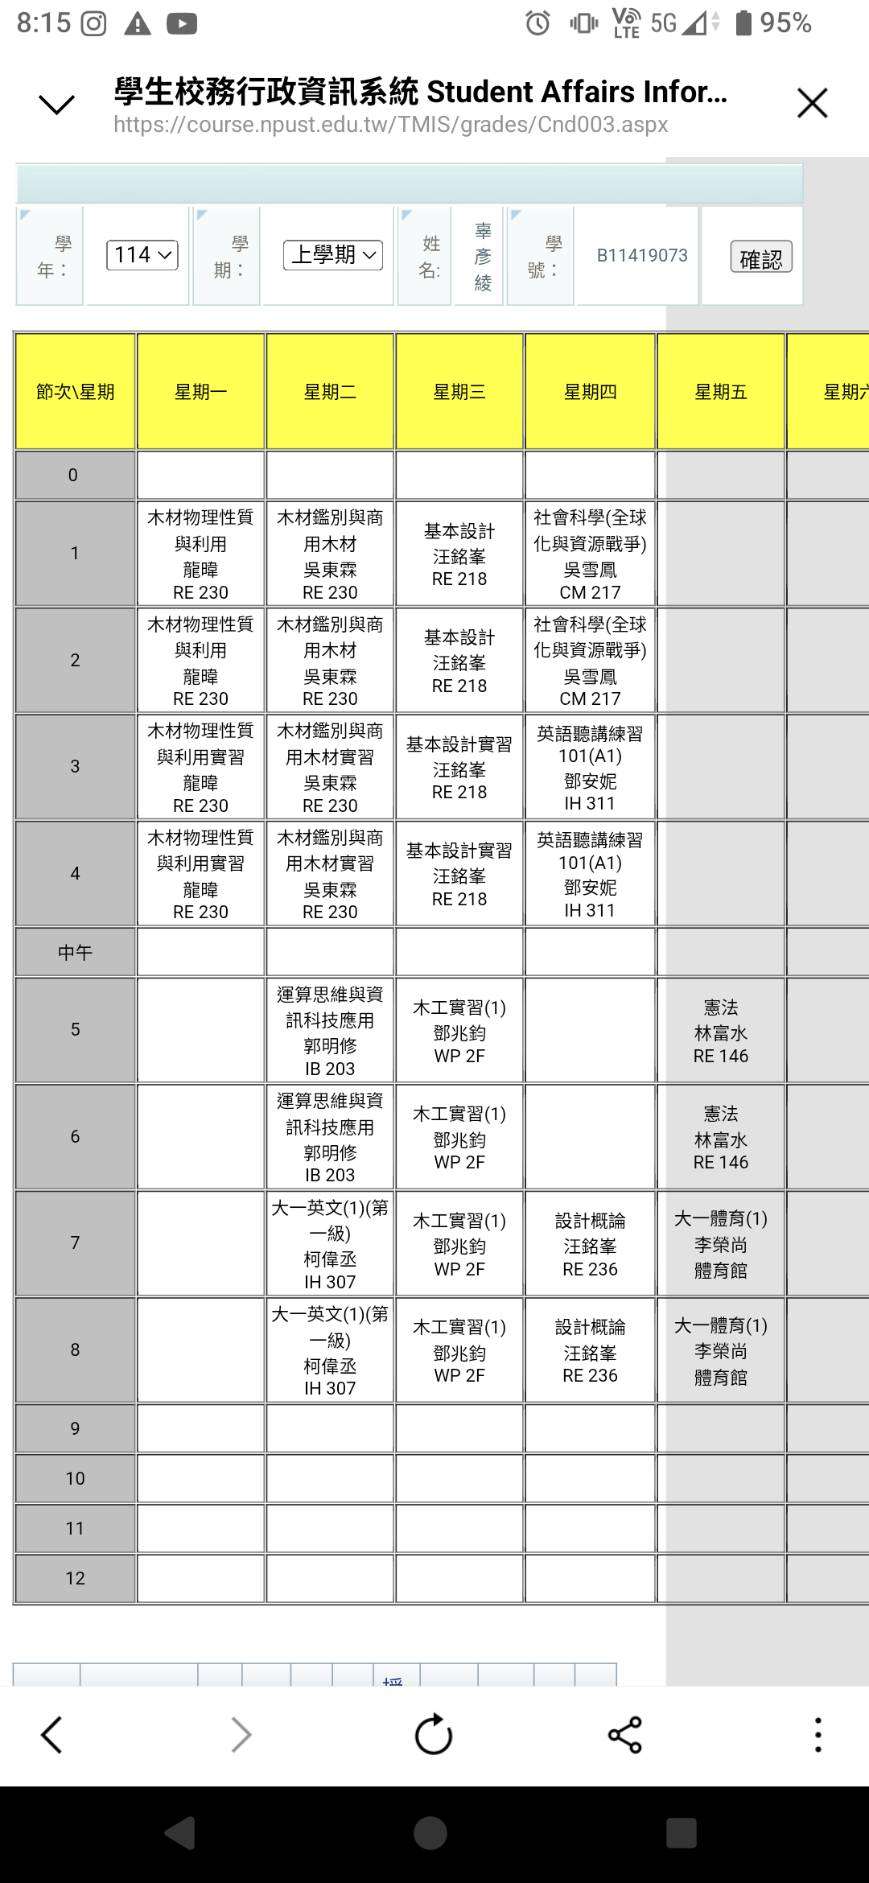 8:15
VoLTE 5G 95%
學生校務行政資訊系統 Student Affairs Infor...
https://course.npust.edu.tw/TMIS/grades/Cnd003.aspx
學年： 114 學期： 上學期 姓名: 辜彥綾 學號： B11419073 確認
節次\星期 星期一 星期二 星期三 星期四 星期五 星期六
0
1
木材物理性質
與利用
龍暐
RE 230
木材鑑別與商
用木材
吳東霖
RE 230
基本設計
汪銘峯
RE 218
社會科學(全球
化與資源戰爭)
吳雪鳳
CM 217
2
木材物理性質
與利用
龍暐
RE 230
木材鑑別與商
用木材
吳東霖
RE 230
基本設計
汪銘峯
RE 218
社會科學(全球
化與資源戰爭)
吳雪鳳
CM 217
3
木材物理性質
與利用實習
龍暐
RE 230
木材鑑別與商
用木材實習
吳東霖
RE 230
基本設計實習
汪銘峯
RE 218
英語聽講練習
101(A1)
鄧安妮
IH 311
4
木材物理性質
與利用實習
龍暐
RE 230
木材鑑別與商
用木材實習
吳東霖
RE 230
基本設計實習
汪銘峯
RE 218
英語聽講練習
101(A1)
鄧安妮
IH 311
中午
5
運算思維與資
訊科技應用
郭明修
IB 203
木工實習(1)
鄧兆鈞
WP 2F
憲法
林富水
RE 146
6
運算思維與資
訊科技應用
郭明修
IB 203
木工實習(1)
鄧兆鈞
WP 2F
憲法
林富水
RE 146
7
大一英文(1)(第
一級)
柯偉丞
IH 307
木工實習(1)
鄧兆鈞
WP 2F
設計概論
汪銘峯
RE 236
大一體育(1)
李榮尚
體育館
8
大一英文(1)(第
一級)
柯偉丞
IH 307
木工實習(1)
鄧兆鈞
WP 2F
設計概論
汪銘峯
RE 236
大一體育(1)
李榮尚
體育館
9
10
11
12